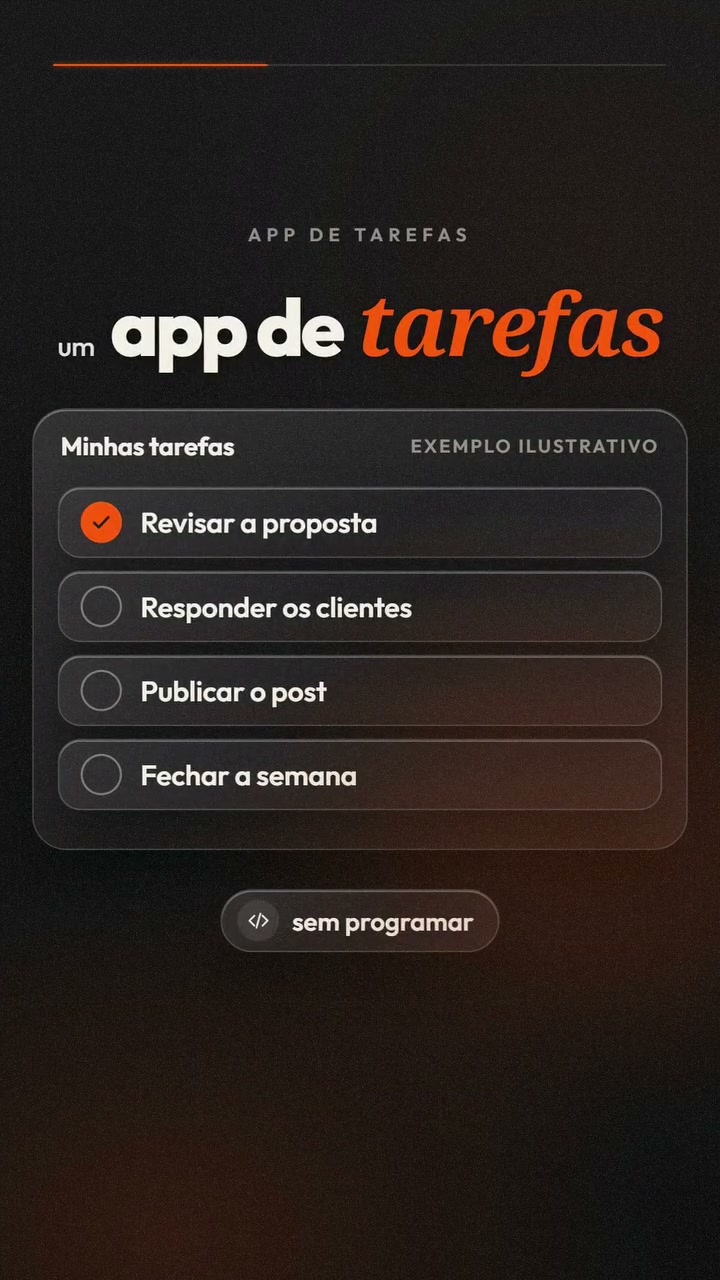 APP DE TAREFAS
um app de tarefas
Minhas tarefas
EXEMPLO ILUSTRATIVO
Revisar a proposta
Responder os clientes
Publicar o post
Fechar a semana
</> sem programar